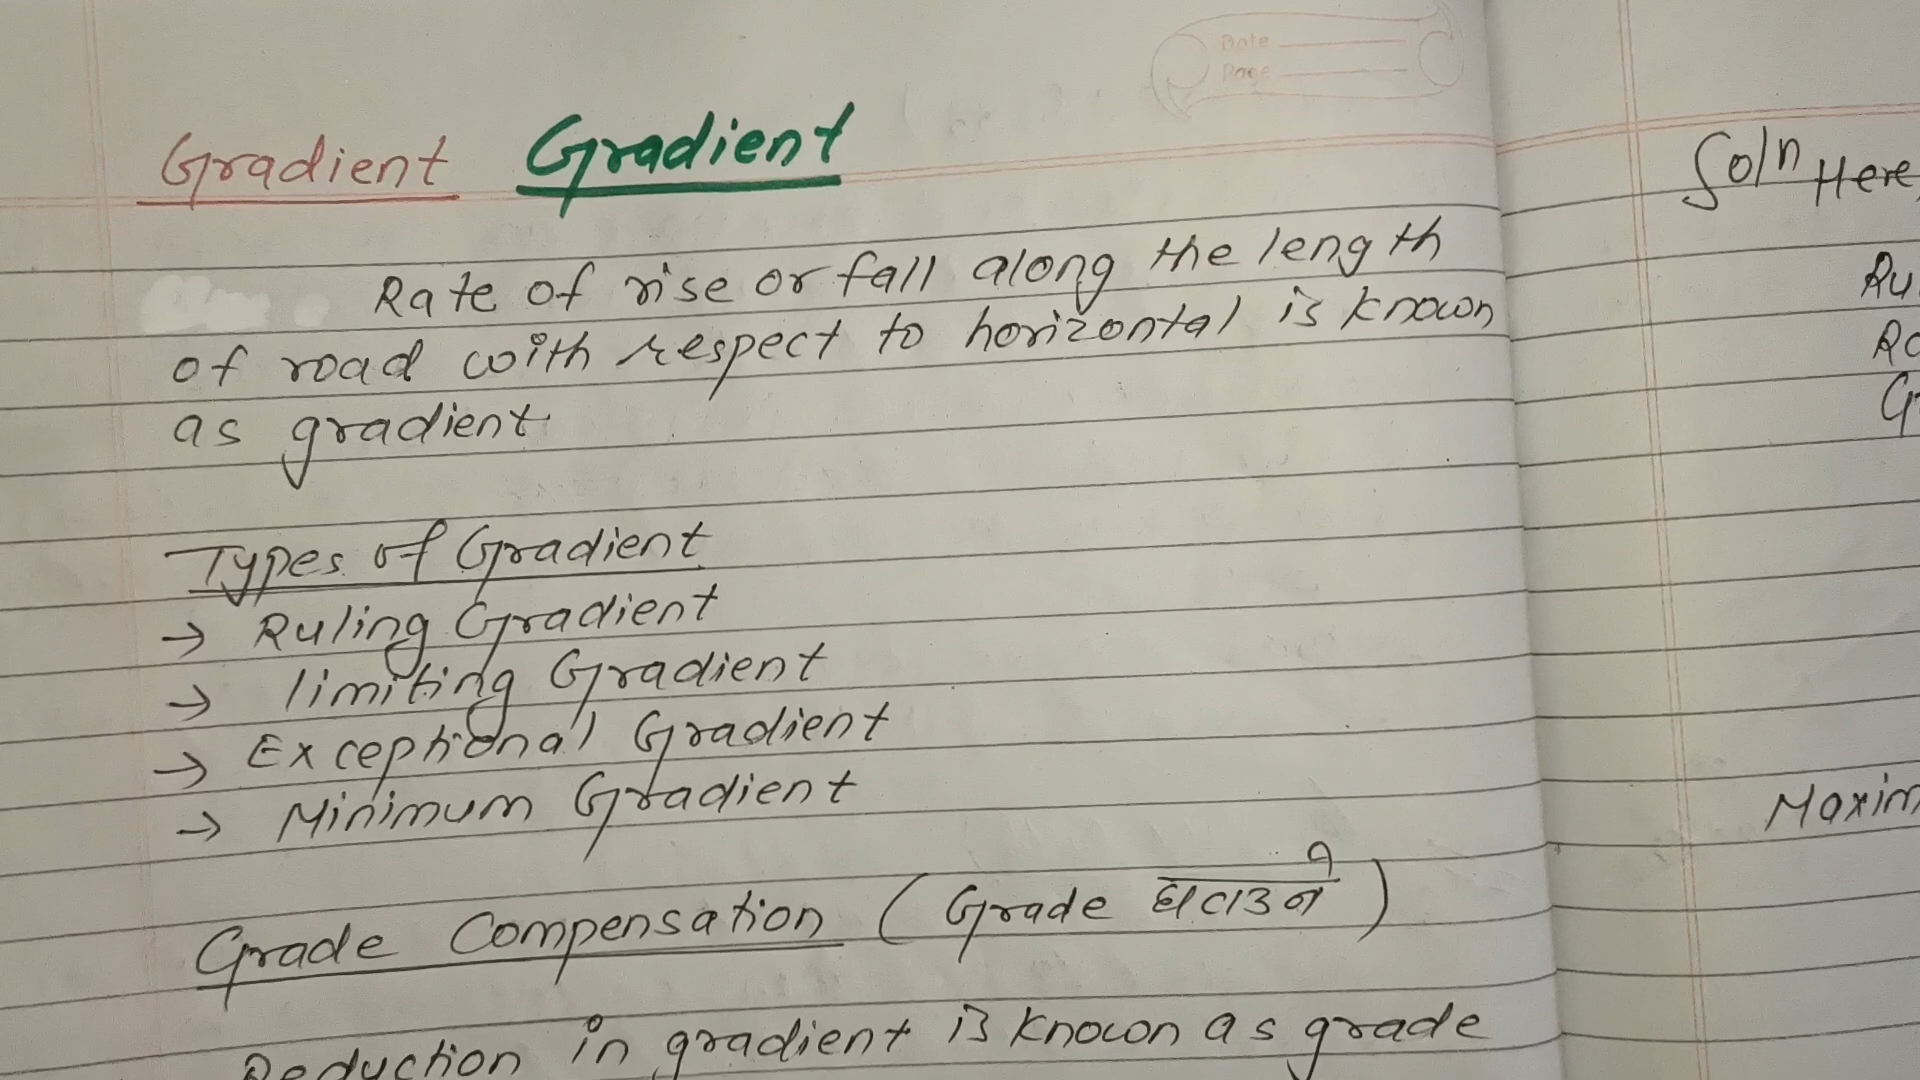 Date
Page
Gradient Gradient
Rate of rise or fall along the length
of road with respect to horizontal is known
as gradient.
Types of Gradient
→ Ruling Gradient
→ limiting Gradient
→ Exceptional Gradient
→ Minimum Gradient
Grade Compensation (Grade घटाउने)
Reduction in gradient is known as grade
Soln Here,